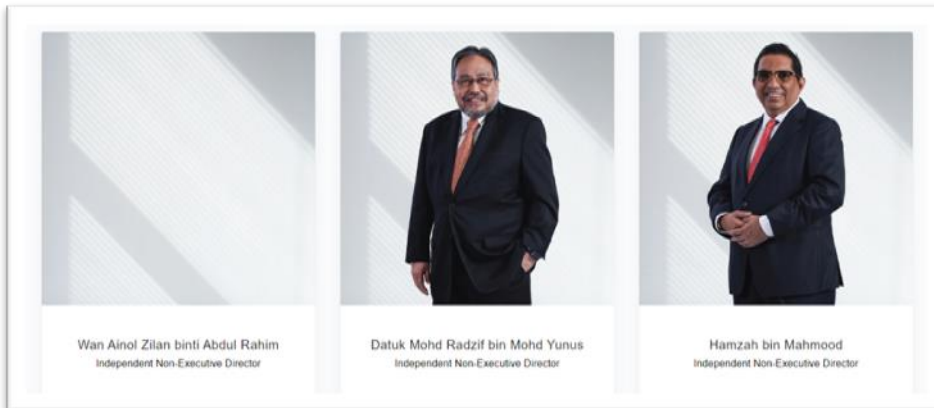 Wan Ainol Zilan binti Abdul Rahim
Independent Non-Executive Director
Datuk Mohd Radzif bin Mohd Yunus
Independent Non-Executive Director
Hamzah bin Mahmood
Independent Non-Executive Director